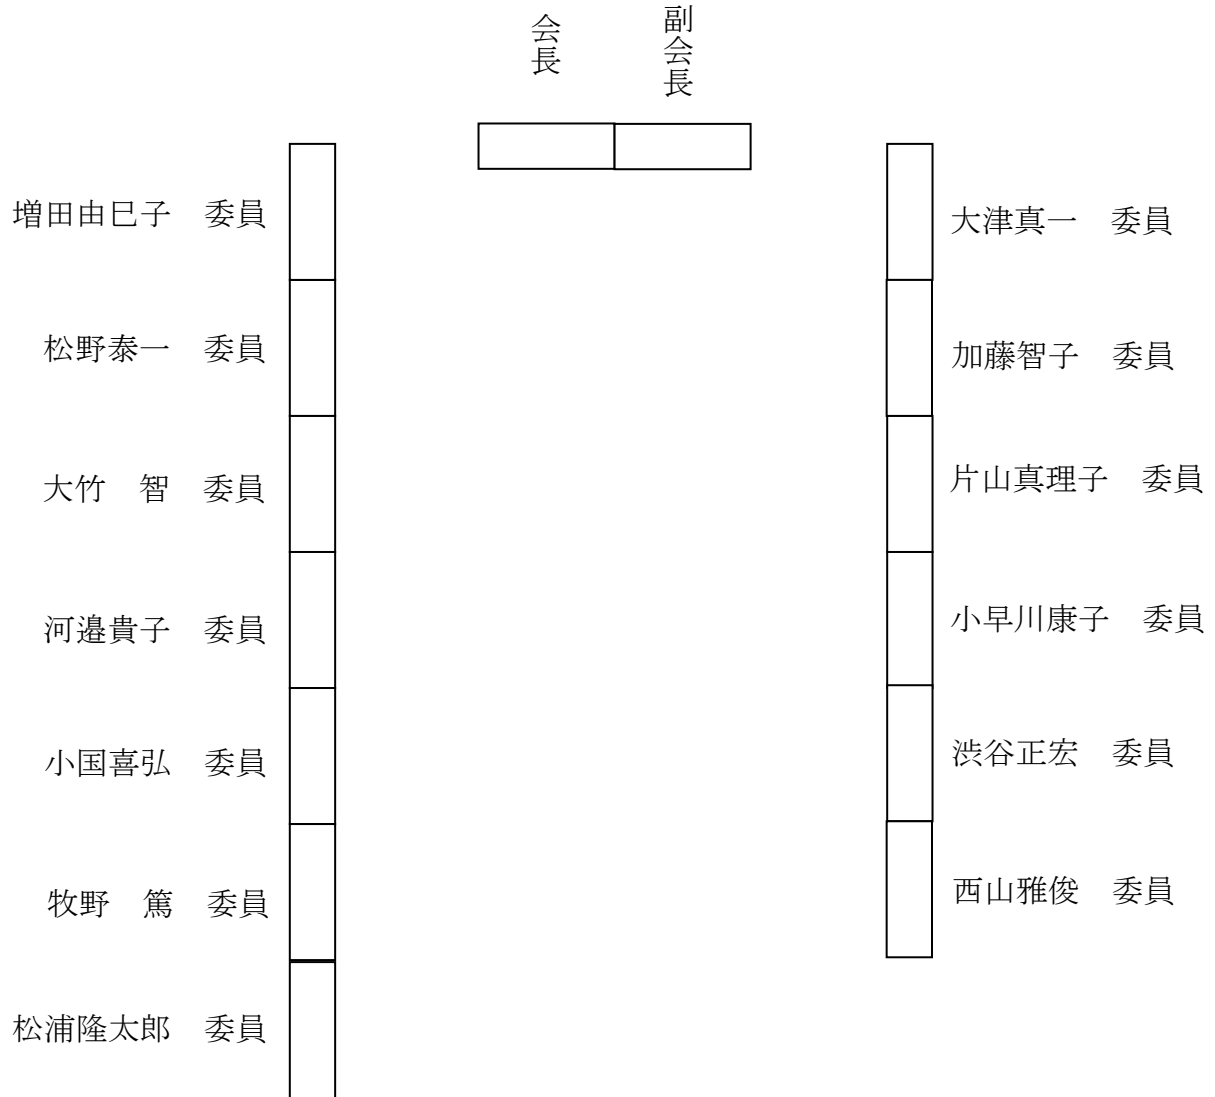 会長
副会長
増田由巳子　委員
松野泰一　委員
大竹　智　委員
河邉貴子　委員
小国喜弘　委員
牧野　篤　委員
松浦隆太郎　委員
大津真一　委員
加藤智子　委員
片山真理子　委員
小早川康子　委員
渋谷正宏　委員
西山雅俊　委員